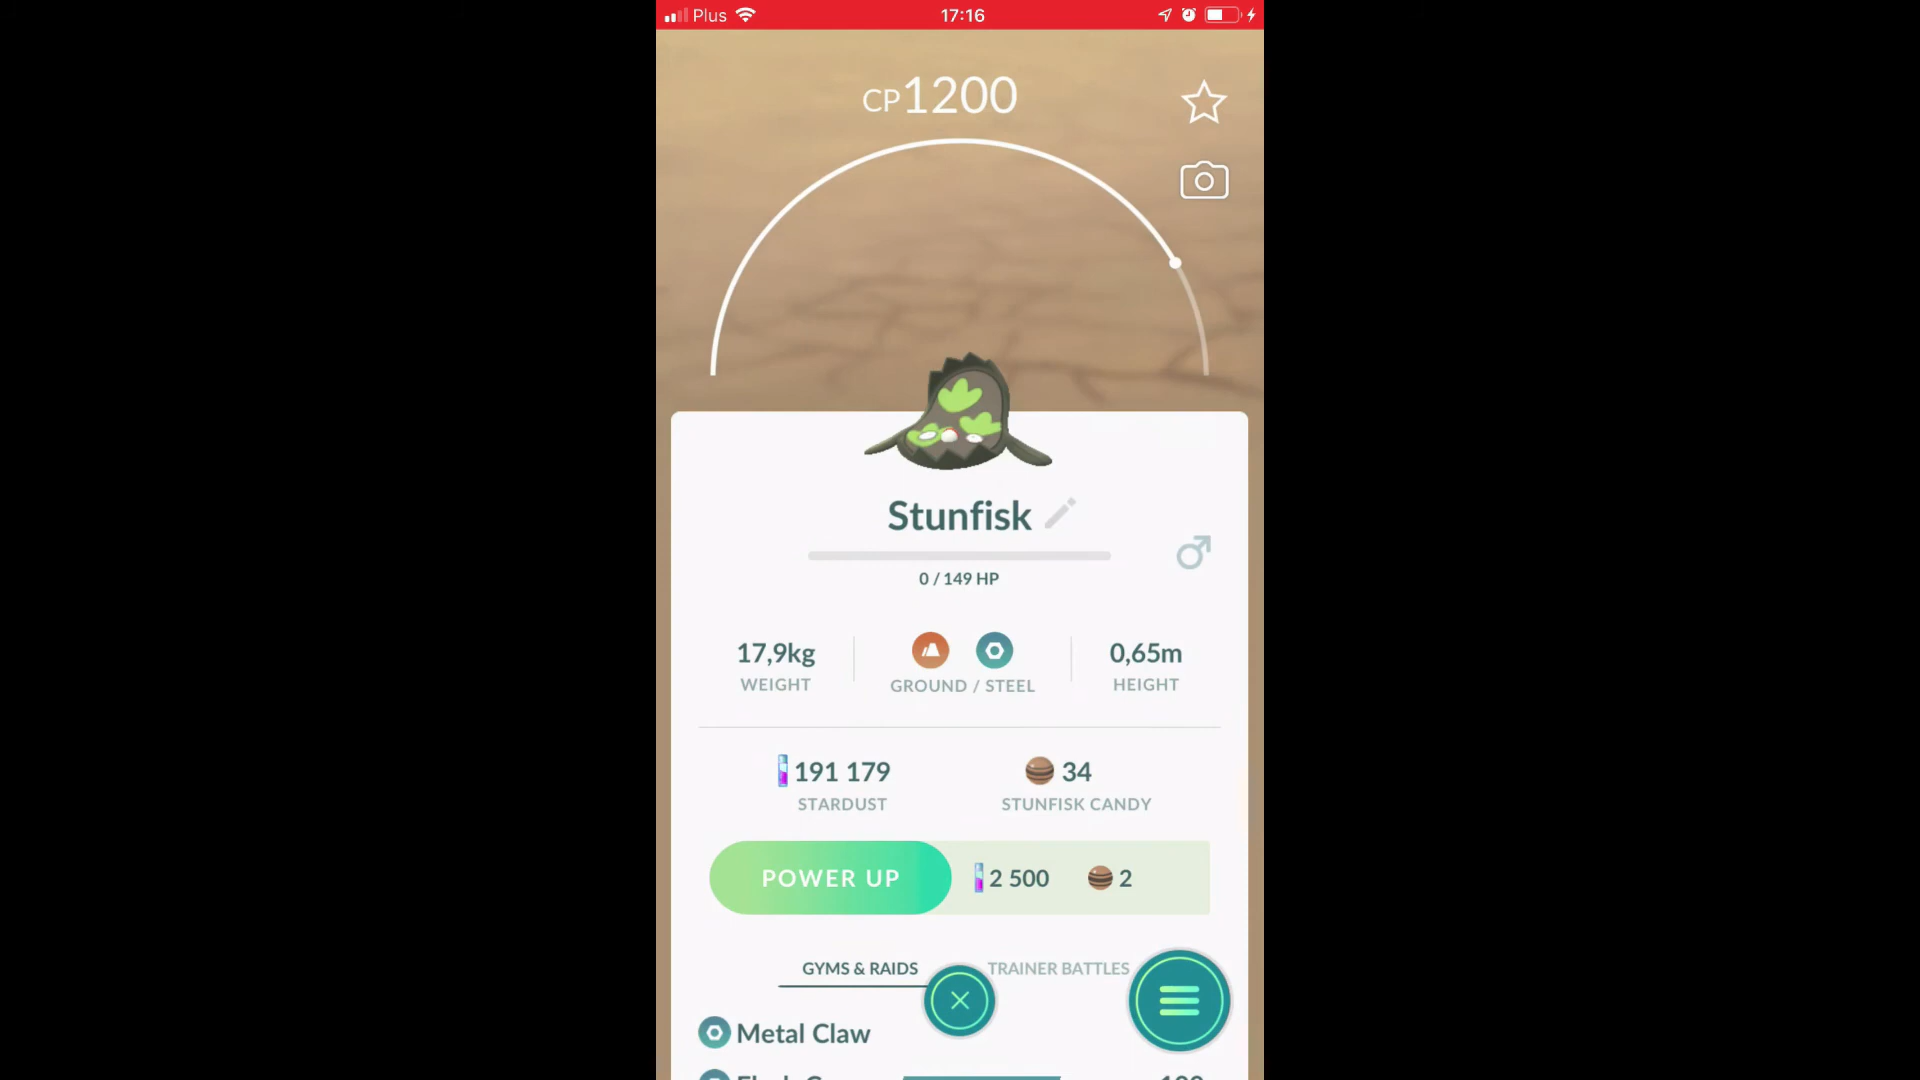 Plus 17:16
CP1200
Stunfisk
0 / 149 HP
17,9kg
WEIGHT
GROUND / STEEL
0,65m
HEIGHT
191 179
STARDUST
34
STUNFISK CANDY
POWER UP 2 500 2
GYMS & RAIDS TRAINER BATTLES
Metal Claw